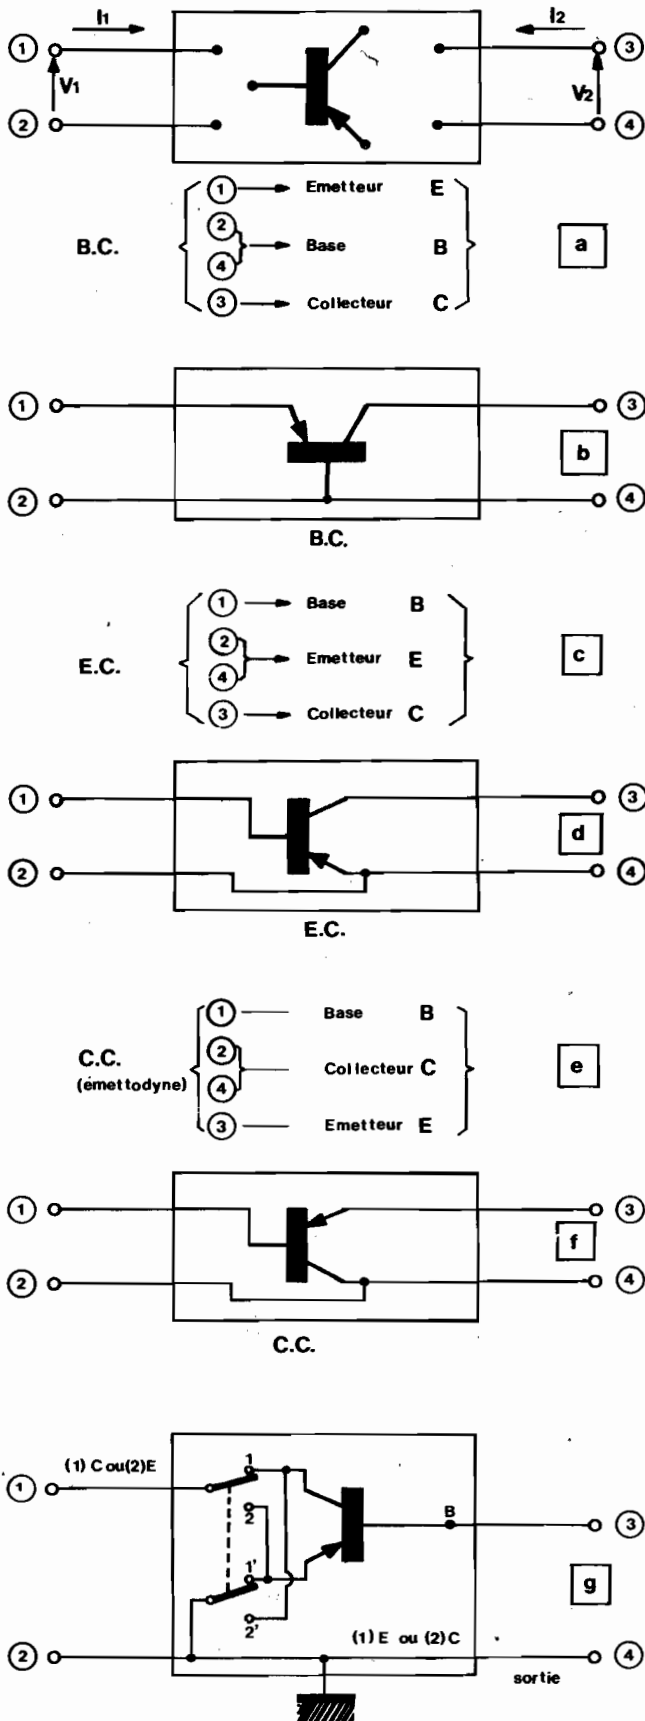 I1 I2
1 3
V1 V2
2 4
1 Emetteur E
2
B.C. Base B a
4
3 Collecteur C
1 3
b
2 4
B.C.
1 Base B
2
E.C. Emetteur E c
4
3 Collecteur C
1 3
d
2 4
E.C.
1 Base B
2
C.C. Collecteur C e
(émettodyne) 4
3 Emetteur E
1 3
f
2 4
C.C.
(1) C ou(2)E 1
1
2 B 3
1' g
2' (1) E ou (2) C
2 4
sortie